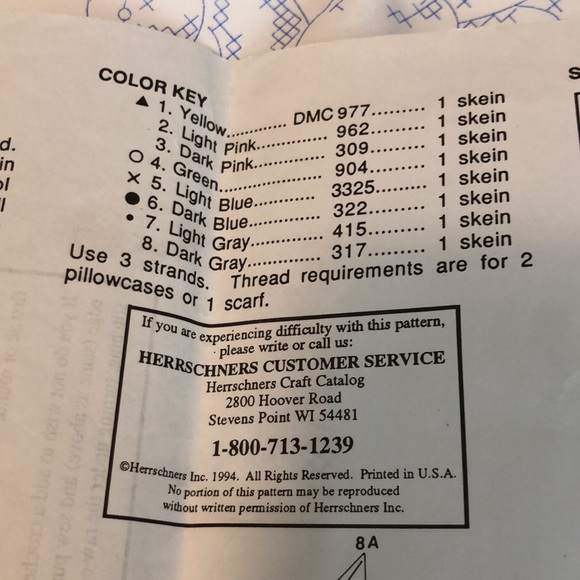 COLOR KEY
▲ 1. Yellow............ DMC 977......... 1 skein
2. Light Pink............... 962......... 1 skein
3. Dark Pink............... 309......... 1 skein
○ 4. Green...................... 904......... 1 skein
× 5. Light Blue............. 3325......... 1 skein
● 6. Dark Blue............... 322......... 1 skein
• 7. Light Gray............... 415......... 1 skein
8. Dark Gray............... 317......... 1 skein
Use 3 strands. Thread requirements are for 2
pillowcases or 1 scarf.
If you are experiencing difficulty with this pattern,
please write or call us:
HERRSCHNERS CUSTOMER SERVICE
Herrschners Craft Catalog
2800 Hoover Road
Stevens Point WI 54481
1-800-713-1239
©Herrschners Inc. 1994. All Rights Reserved. Printed in U.S.A.
No portion of this pattern may be reproduced
without written permission of Herrschners Inc.
8A